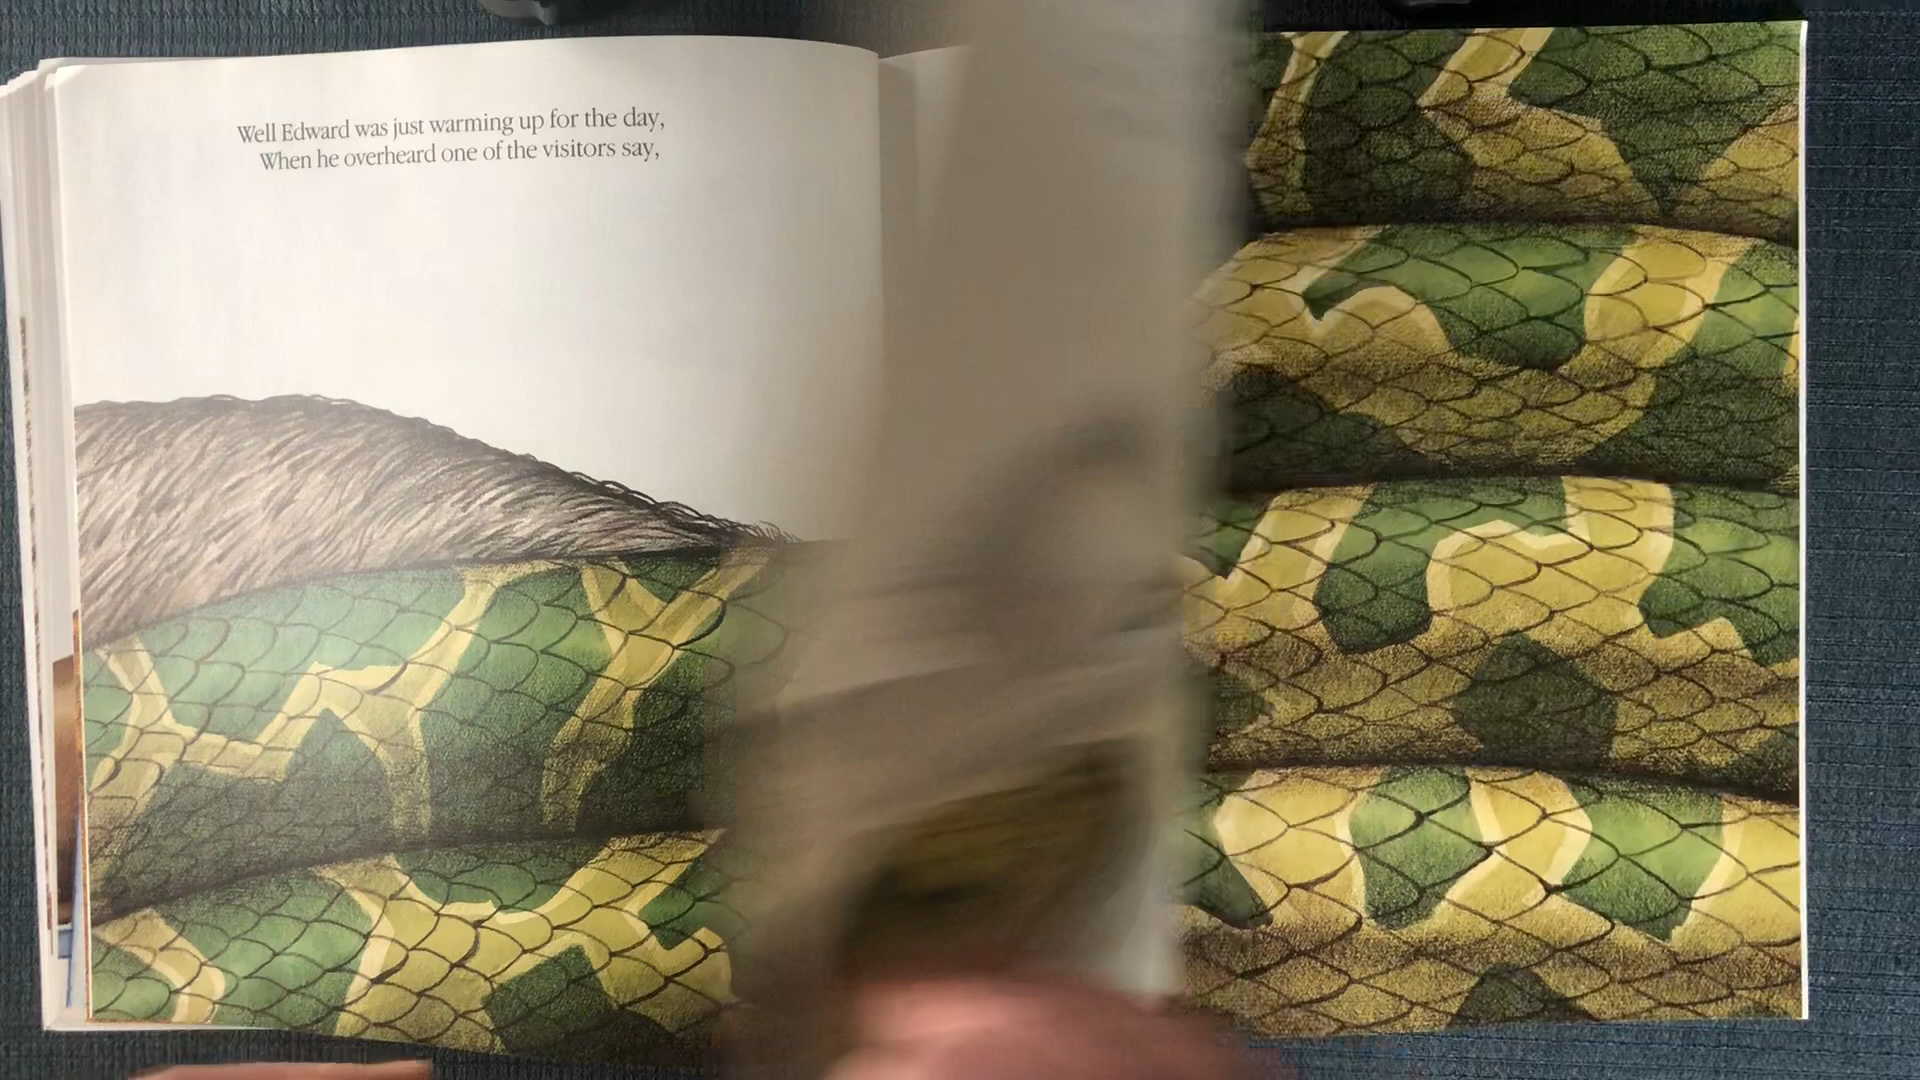 Well Edward was just warming up for the day,
When he overheard one of the visitors say,